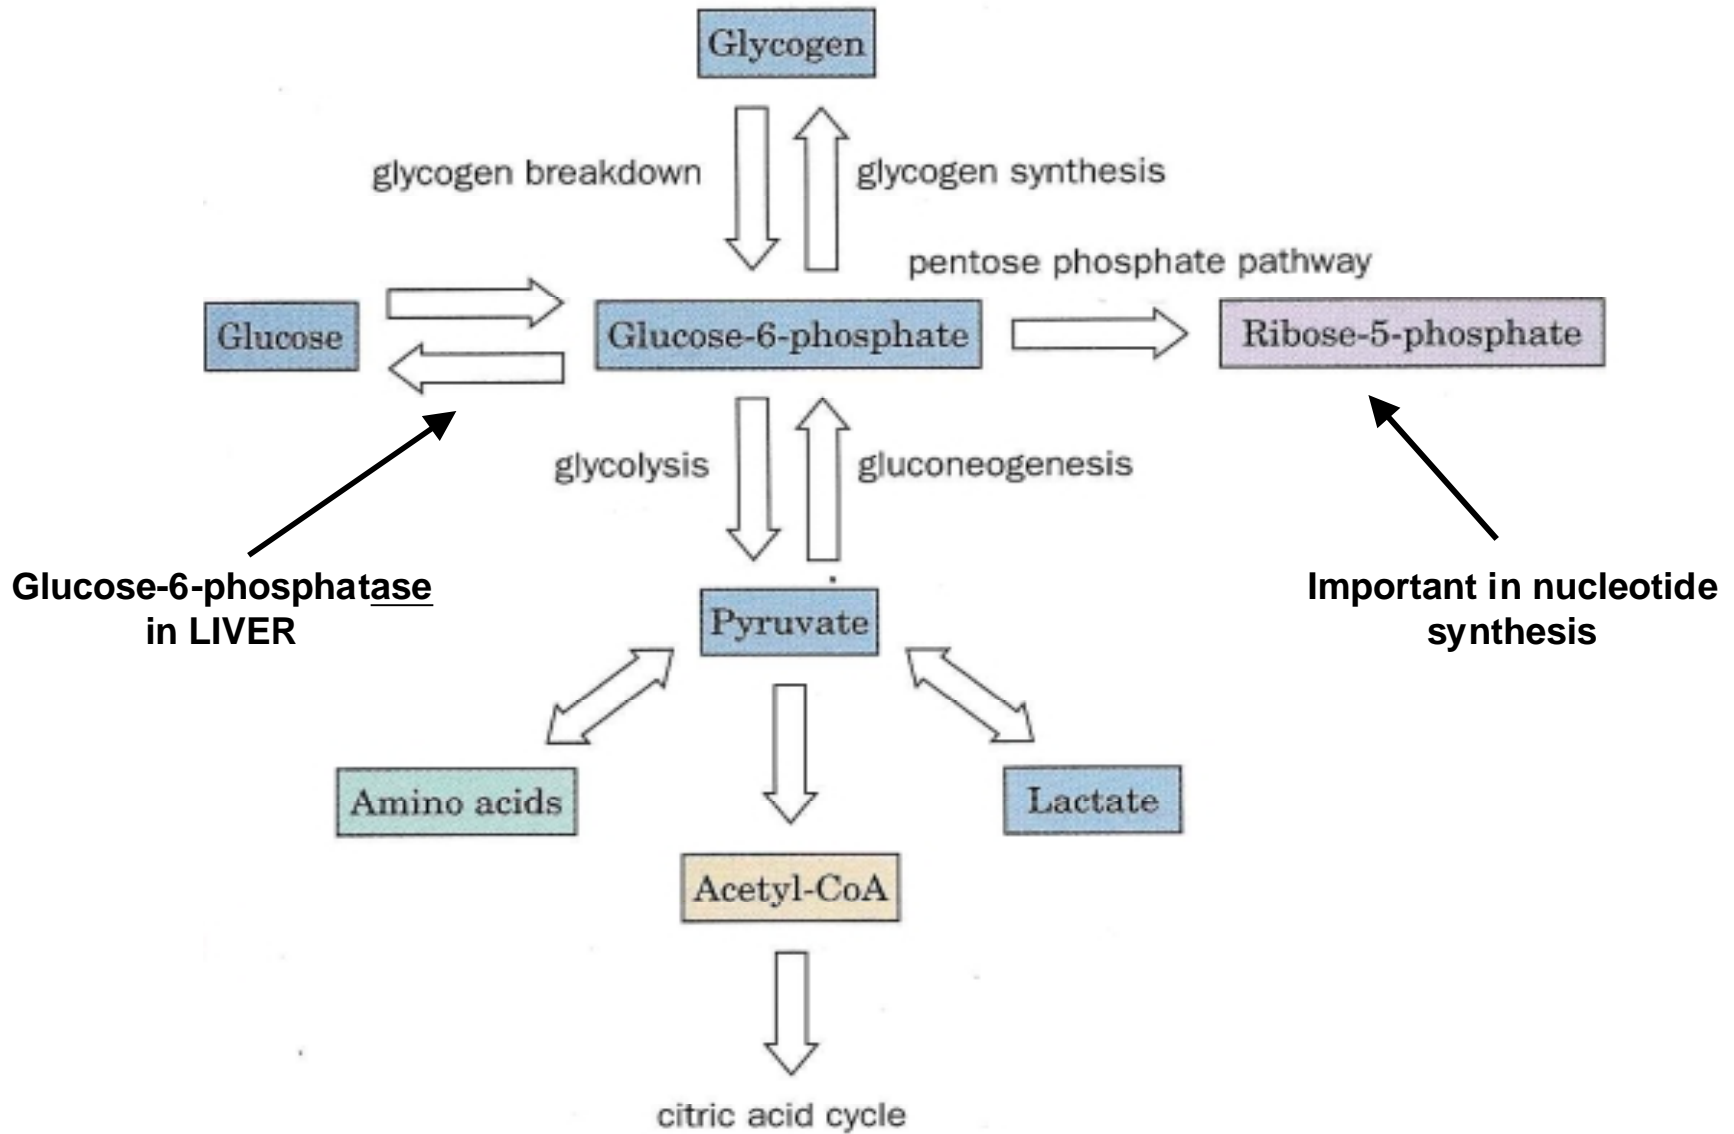 Glycogen
glycogen breakdown
glycogen synthesis
pentose phosphate pathway
Glucose
Glucose-6-phosphate
Ribose-5-phosphate
glycolysis
gluconeogenesis
Glucose-6-phosphatase
in LIVER
Important in nucleotide
synthesis
Pyruvate
Amino acids
Lactate
Acetyl-CoA
citric acid cycle